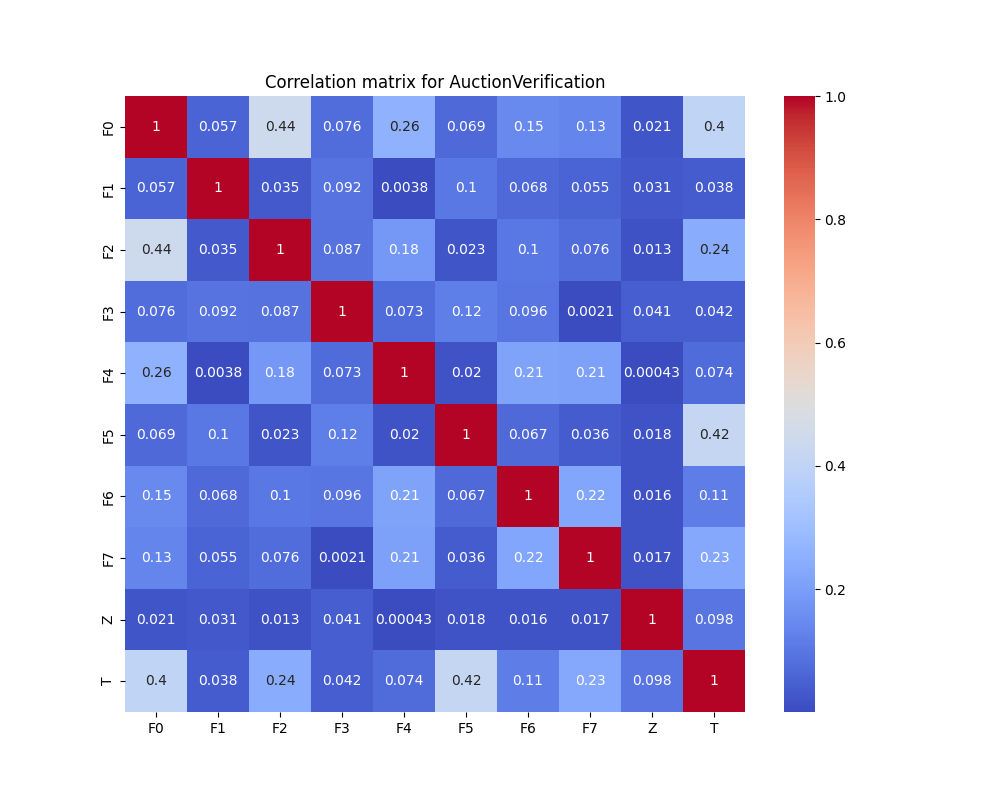 Correlation matrix for AuctionVerification
F0 1 0.057 0.44 0.076 0.26 0.069 0.15 0.13 0.021 0.4
F1 0.057 1 0.035 0.092 0.0038 0.1 0.068 0.055 0.031 0.038
F2 0.44 0.035 1 0.087 0.18 0.023 0.1 0.076 0.013 0.24
F3 0.076 0.092 0.087 1 0.073 0.12 0.096 0.0021 0.041 0.042
F4 0.26 0.0038 0.18 0.073 1 0.02 0.21 0.21 0.00043 0.074
F5 0.069 0.1 0.023 0.12 0.02 1 0.067 0.036 0.018 0.42
F6 0.15 0.068 0.1 0.096 0.21 0.067 1 0.22 0.016 0.11
F7 0.13 0.055 0.076 0.0021 0.21 0.036 0.22 1 0.017 0.23
Z 0.021 0.031 0.013 0.041 0.00043 0.018 0.016 0.017 1 0.098
T 0.4 0.038 0.24 0.042 0.074 0.42 0.11 0.23 0.098 1
F0 F1 F2 F3 F4 F5 F6 F7 Z T
1.0
0.8
0.6
0.4
0.2